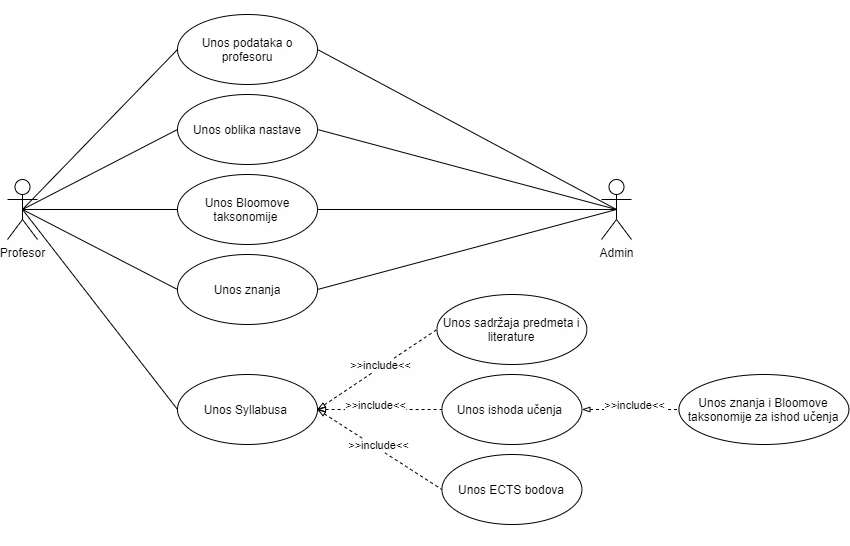 Unos podataka o
profesoru
Unos oblika nastave
Unos Bloomove
taksonomije
Profesor
Admin
Unos znanja
Unos sadržaja predmeta i
literature
>>include<<
Unos Syllabusa
>>include<<
Unos ishoda učenja
>>include<<
Unos znanja i Bloomove
taksonomije za ishod učenja
>>include<<
Unos ECTS bodova